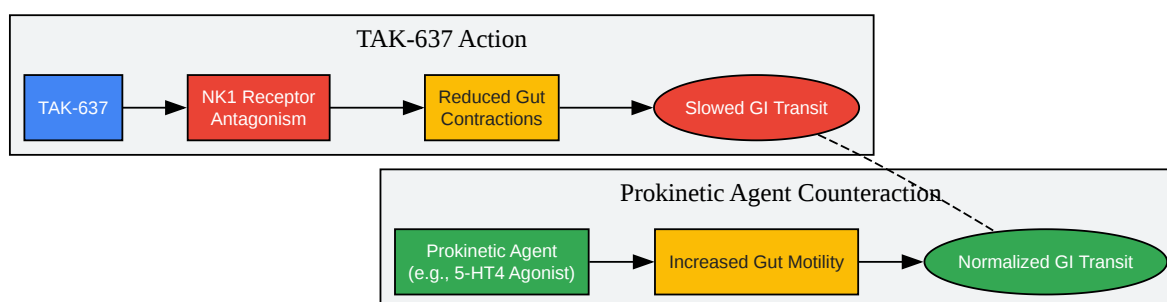 TAK-637 Action
TAK-637
NK1 Receptor
Antagonism
Reduced Gut
Contractions
Slowed GI Transit
Prokinetic Agent Counteraction
Prokinetic Agent
(e.g., 5-HT4 Agonist)
Increased Gut Motility
Normalized GI Transit